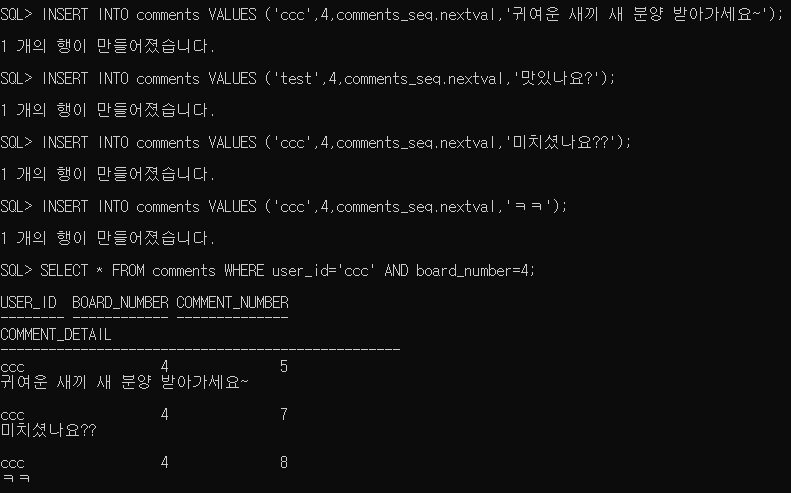 SQL> INSERT INTO comments VALUES ('ccc',4,comments_seq.nextval,'귀여운 새끼 새 분양 받아가세요~');
1 개의 행이 만들어졌습니다.
SQL> INSERT INTO comments VALUES ('test',4,comments_seq.nextval,'맛있나요?');
1 개의 행이 만들어졌습니다.
SQL> INSERT INTO comments VALUES ('ccc',4,comments_seq.nextval,'미치셨나요??');
1 개의 행이 만들어졌습니다.
SQL> INSERT INTO comments VALUES ('ccc',4,comments_seq.nextval,'ㅋㅋ');
1 개의 행이 만들어졌습니다.
SQL> SELECT * FROM comments WHERE user_id='ccc' AND board_number=4;
USER_ID BOARD_NUMBER COMMENT_NUMBER
-------- ------------ --------------
COMMENT_DETAIL
--------------------------------------------------
ccc 4 5
귀여운 새끼 새 분양 받아가세요~
ccc 4 7
미치셨나요??
ccc 4 8
ㅋㅋ